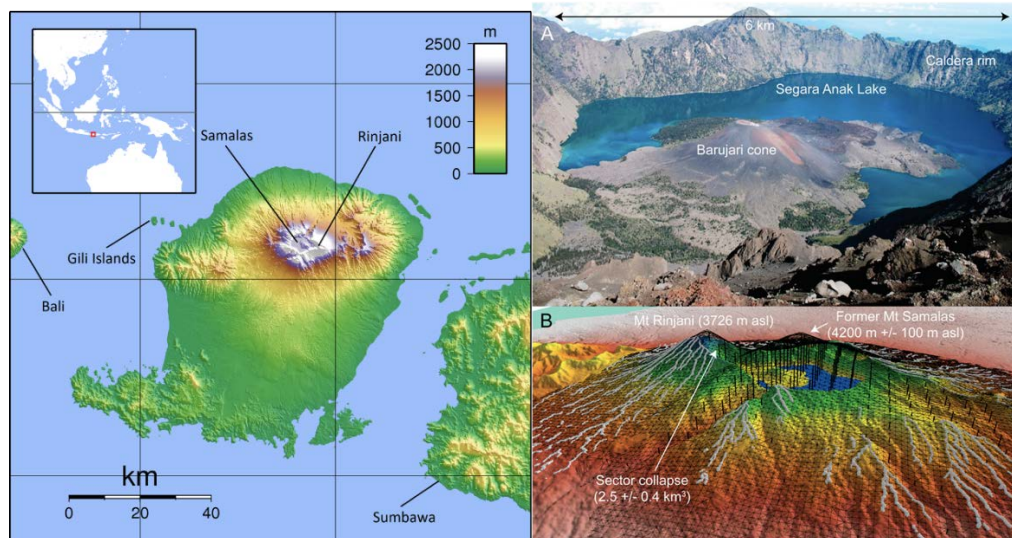 m
2500
2000
1500
1000
500
0
Samalas
Rinjani
Gili Islands
Bali
km
0 20 40
Sumbawa
A
6 km
Caldera rim
Segara Anak Lake
Barujari cone
B
Mt Rinjani (3726 m asl)
Former Mt Samalas
(4200 m +/- 100 m asl)
Sector collapse
(2.5 +/- 0.4 km³)